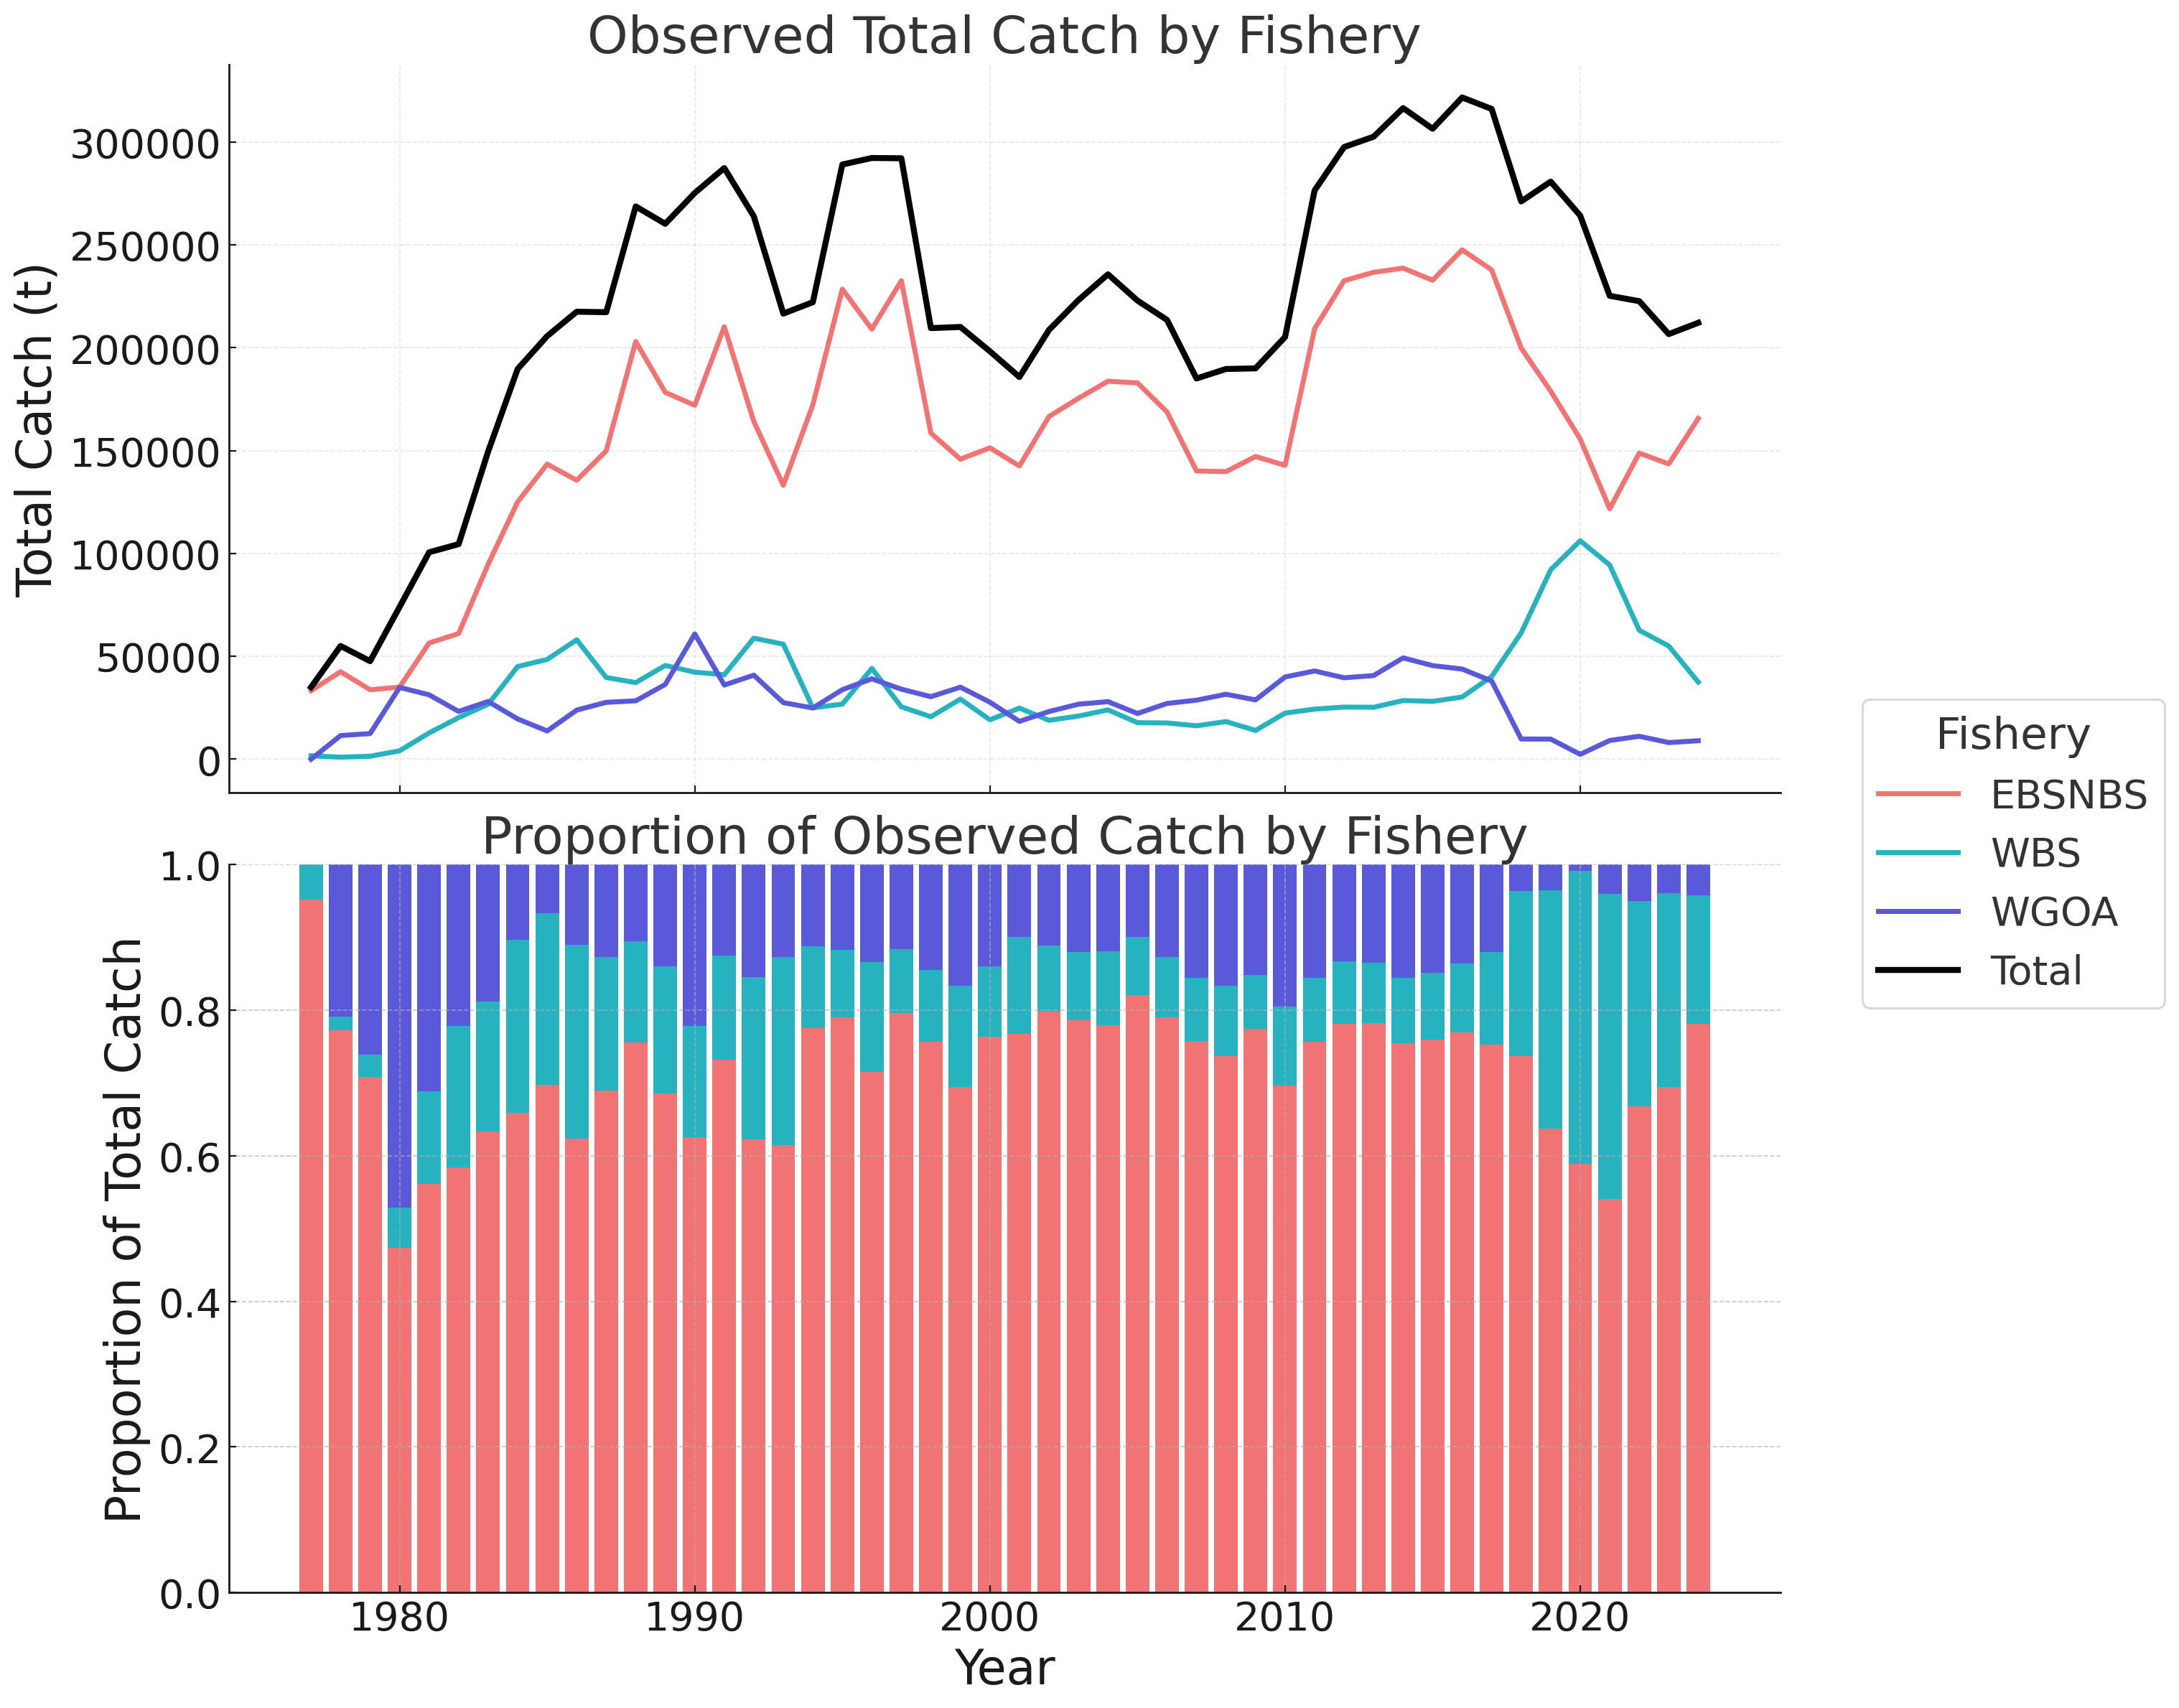 Observed Total Catch by Fishery
Total Catch (t)
300000
250000
200000
150000
100000
50000
0
Fishery
EBSNBS
WBS
WGOA
Total
Proportion of Observed Catch by Fishery
Proportion of Total Catch
1.0
0.8
0.6
0.4
0.2
0.0
1980
1990
2000
2010
2020
Year